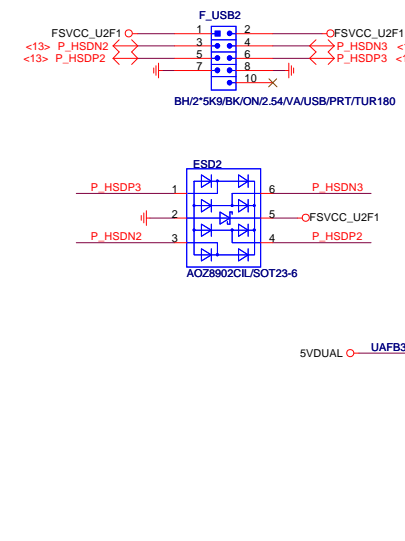 F_USB2
FSVCC_U2F1 1 2 FSVCC_U2F1
<13> P_HSDN2 3 4 P_HSDN3
<13> P_HSDP2 5 6 P_HSDP3
7 8
10
BH/2*5K9/BK/ON/2.54/VA/USB/PRT/TUR180
ESD2
P_HSDP3 1 6 P_HSDN3
2 5 FSVCC_U2F1
P_HSDN2 3 4 P_HSDP2
AOZ8902CIL/SOT23-6
5VDUAL UAFB3